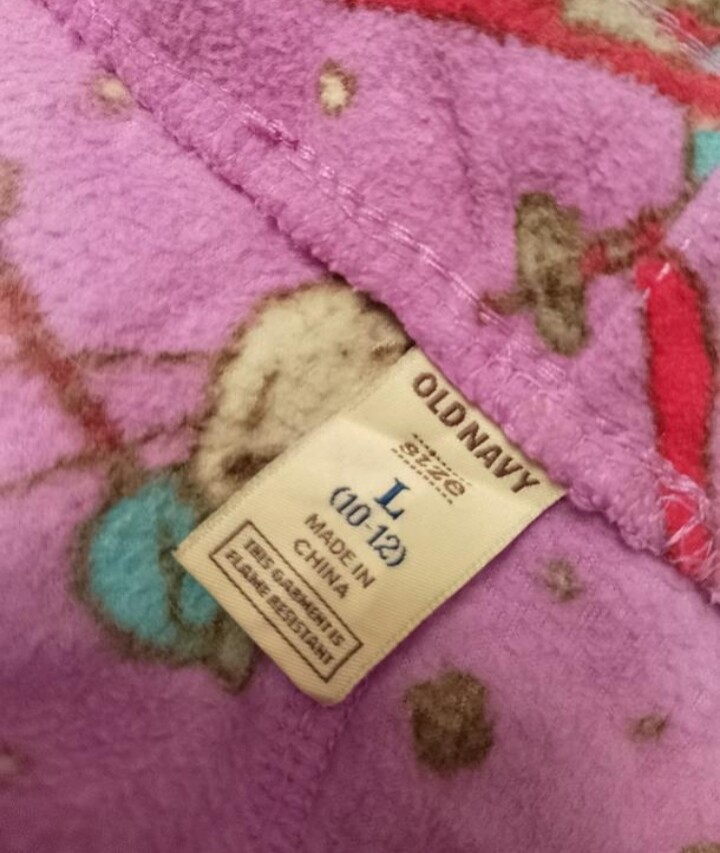 OLD NAVY
size
L
(10-12)
MADE IN
CHINA
THIS GARMENT IS
FLAME RESISTANT